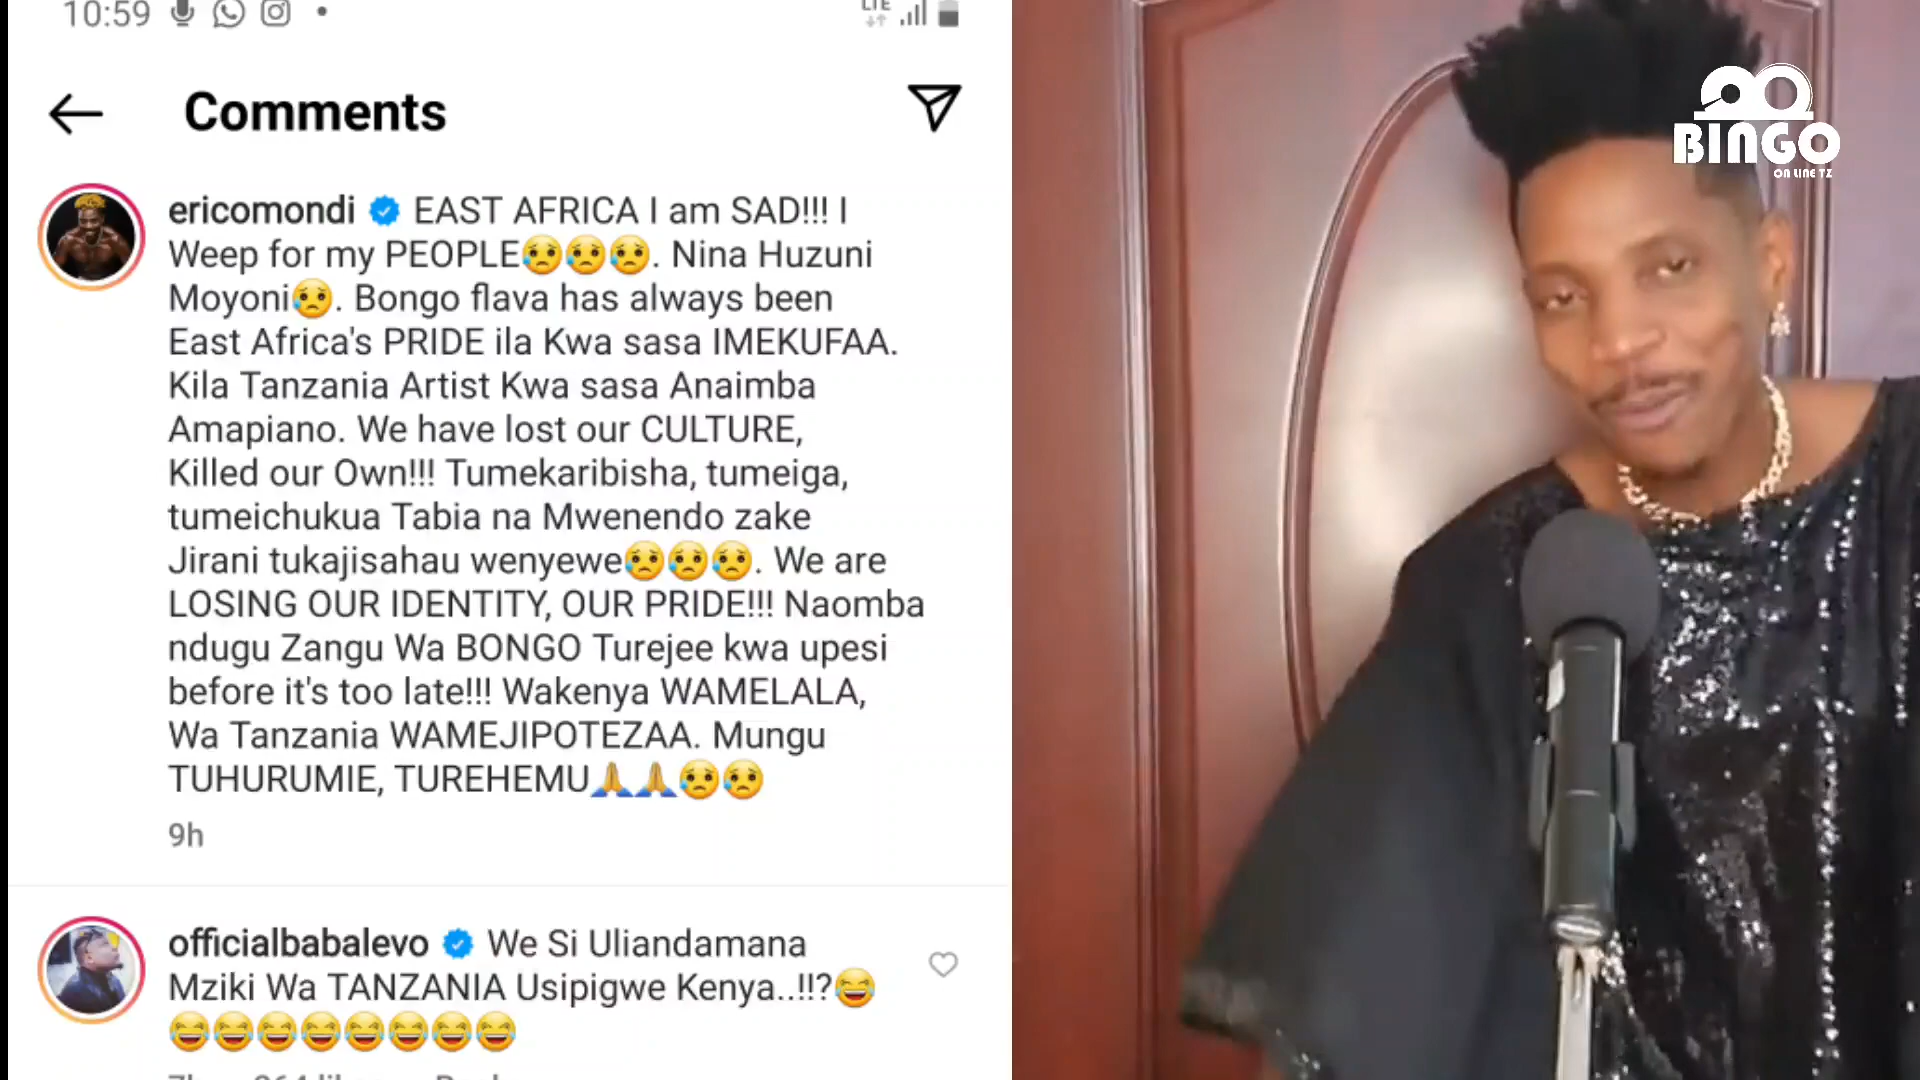 10:59
LTE
Comments
ericomondi EAST AFRICA I am SAD!!! I
Weep for my PEOPLE😥😥😥. Nina Huzuni
Moyoni😥. Bongo flava has always been
East Africa's PRIDE ila Kwa sasa IMEKUFAA.
Kila Tanzania Artist Kwa sasa Anaimba
Amapiano. We have lost our CULTURE,
Killed our Own!!! Tumekaribisha, tumeiga,
tumeichukua Tabia na Mwenendo zake
Jirani tukajisahau wenyewe😥😥😥. We are
LOSING OUR IDENTITY, OUR PRIDE!!! Naomba
ndugu Zangu Wa BONGO Turejee kwa upesi
before it's too late!!! Wakenya WAMELALA,
Wa Tanzania WAMEJIPOTEZAA. Mungu
TUHURUMIE, TUREHEMU🙏🙏😥😥
9h
officialbabalevo We Si Uliandamana
Mziki Wa TANZANIA Usipigwe Kenya..!!?😂
😂😂😂😂😂😂😂😂
BINGO
ON LINE TZ